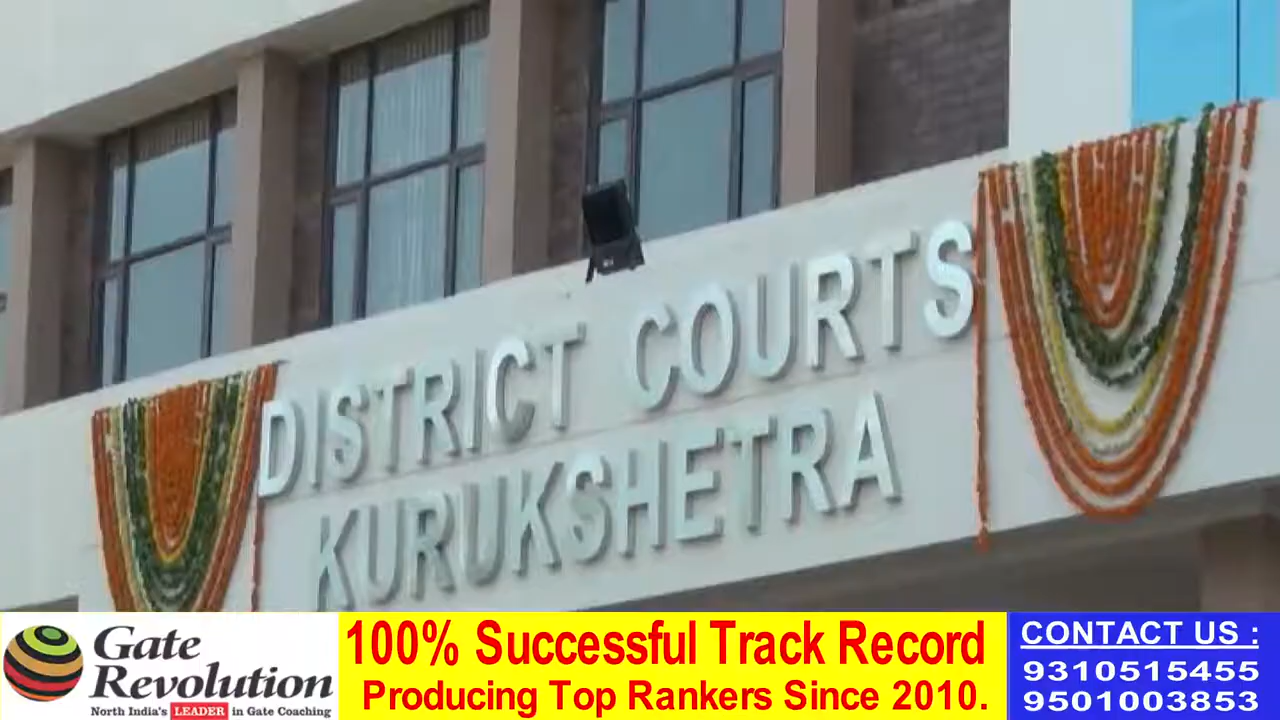 DISTRICT COURTS
KURUKSHETRA
Gate
Revolution
North India's LEADER in Gate Coaching
100% Successful Track Record
Producing Top Rankers Since 2010.
CONTACT US :
9310515455
9501003853